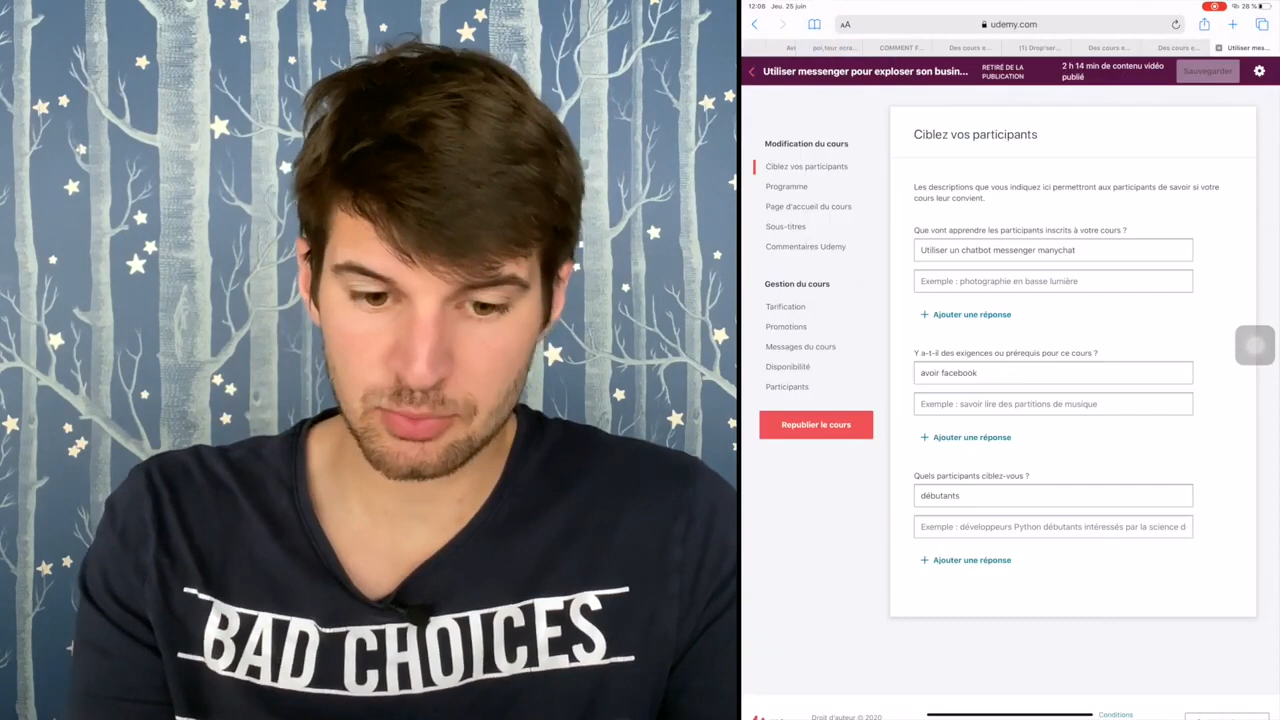 BAD CHOICES
12:08 Jeu. 25 juin
28 %
AA
udemy.com
Avi
poi,teur ecra...
COMMENT F...
Des cours e...
(1) Drop'ser...
Des cours e...
Des cours e...
Utiliser mes...
Utiliser messenger pour exploser son busin...
RETIRÉ DE LA
PUBLICATION
2 h 14 min de contenu vidéo
publié
Sauvegarder
Modification du cours
Ciblez vos participants
Programme
Page d'accueil du cours
Sous-titres
Commentaires Udemy
Gestion du cours
Tarification
Promotions
Messages du cours
Disponibilité
Participants
Republier le cours
Ciblez vos participants
Les descriptions que vous indiquez ici permettront aux participants de savoir si votre
cours leur convient.
Que vont apprendre les participants inscrits à votre cours ?
Utiliser un chatbot messenger manychat
Exemple : photographie en basse lumière
+ Ajouter une réponse
Y a-t-il des exigences ou prérequis pour ce cours ?
avoir facebook
Exemple : savoir lire des partitions de musique
+ Ajouter une réponse
Quels participants ciblez-vous ?
débutants
Exemple : développeurs Python débutants intéressés par la science d
+ Ajouter une réponse
Droit d'auteur © 2020
Conditions